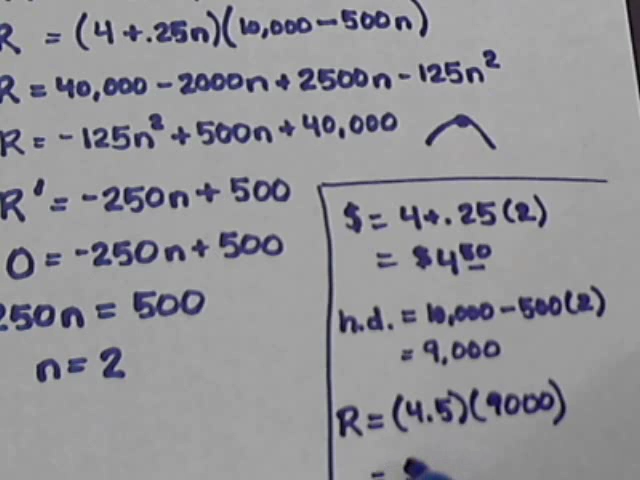 R = (4+.25n)(10,000-500n)
R = 40,000-2000n+2500n-125n²
R = -125n²+500n+40,000
R' = -250n+500
0 = -250n+500
250n = 500
n = 2
$ = 4+.25(2)
= $4 50
h.d. = 10,000-500(2)
= 9,000
R = (4.5)(9000)
=